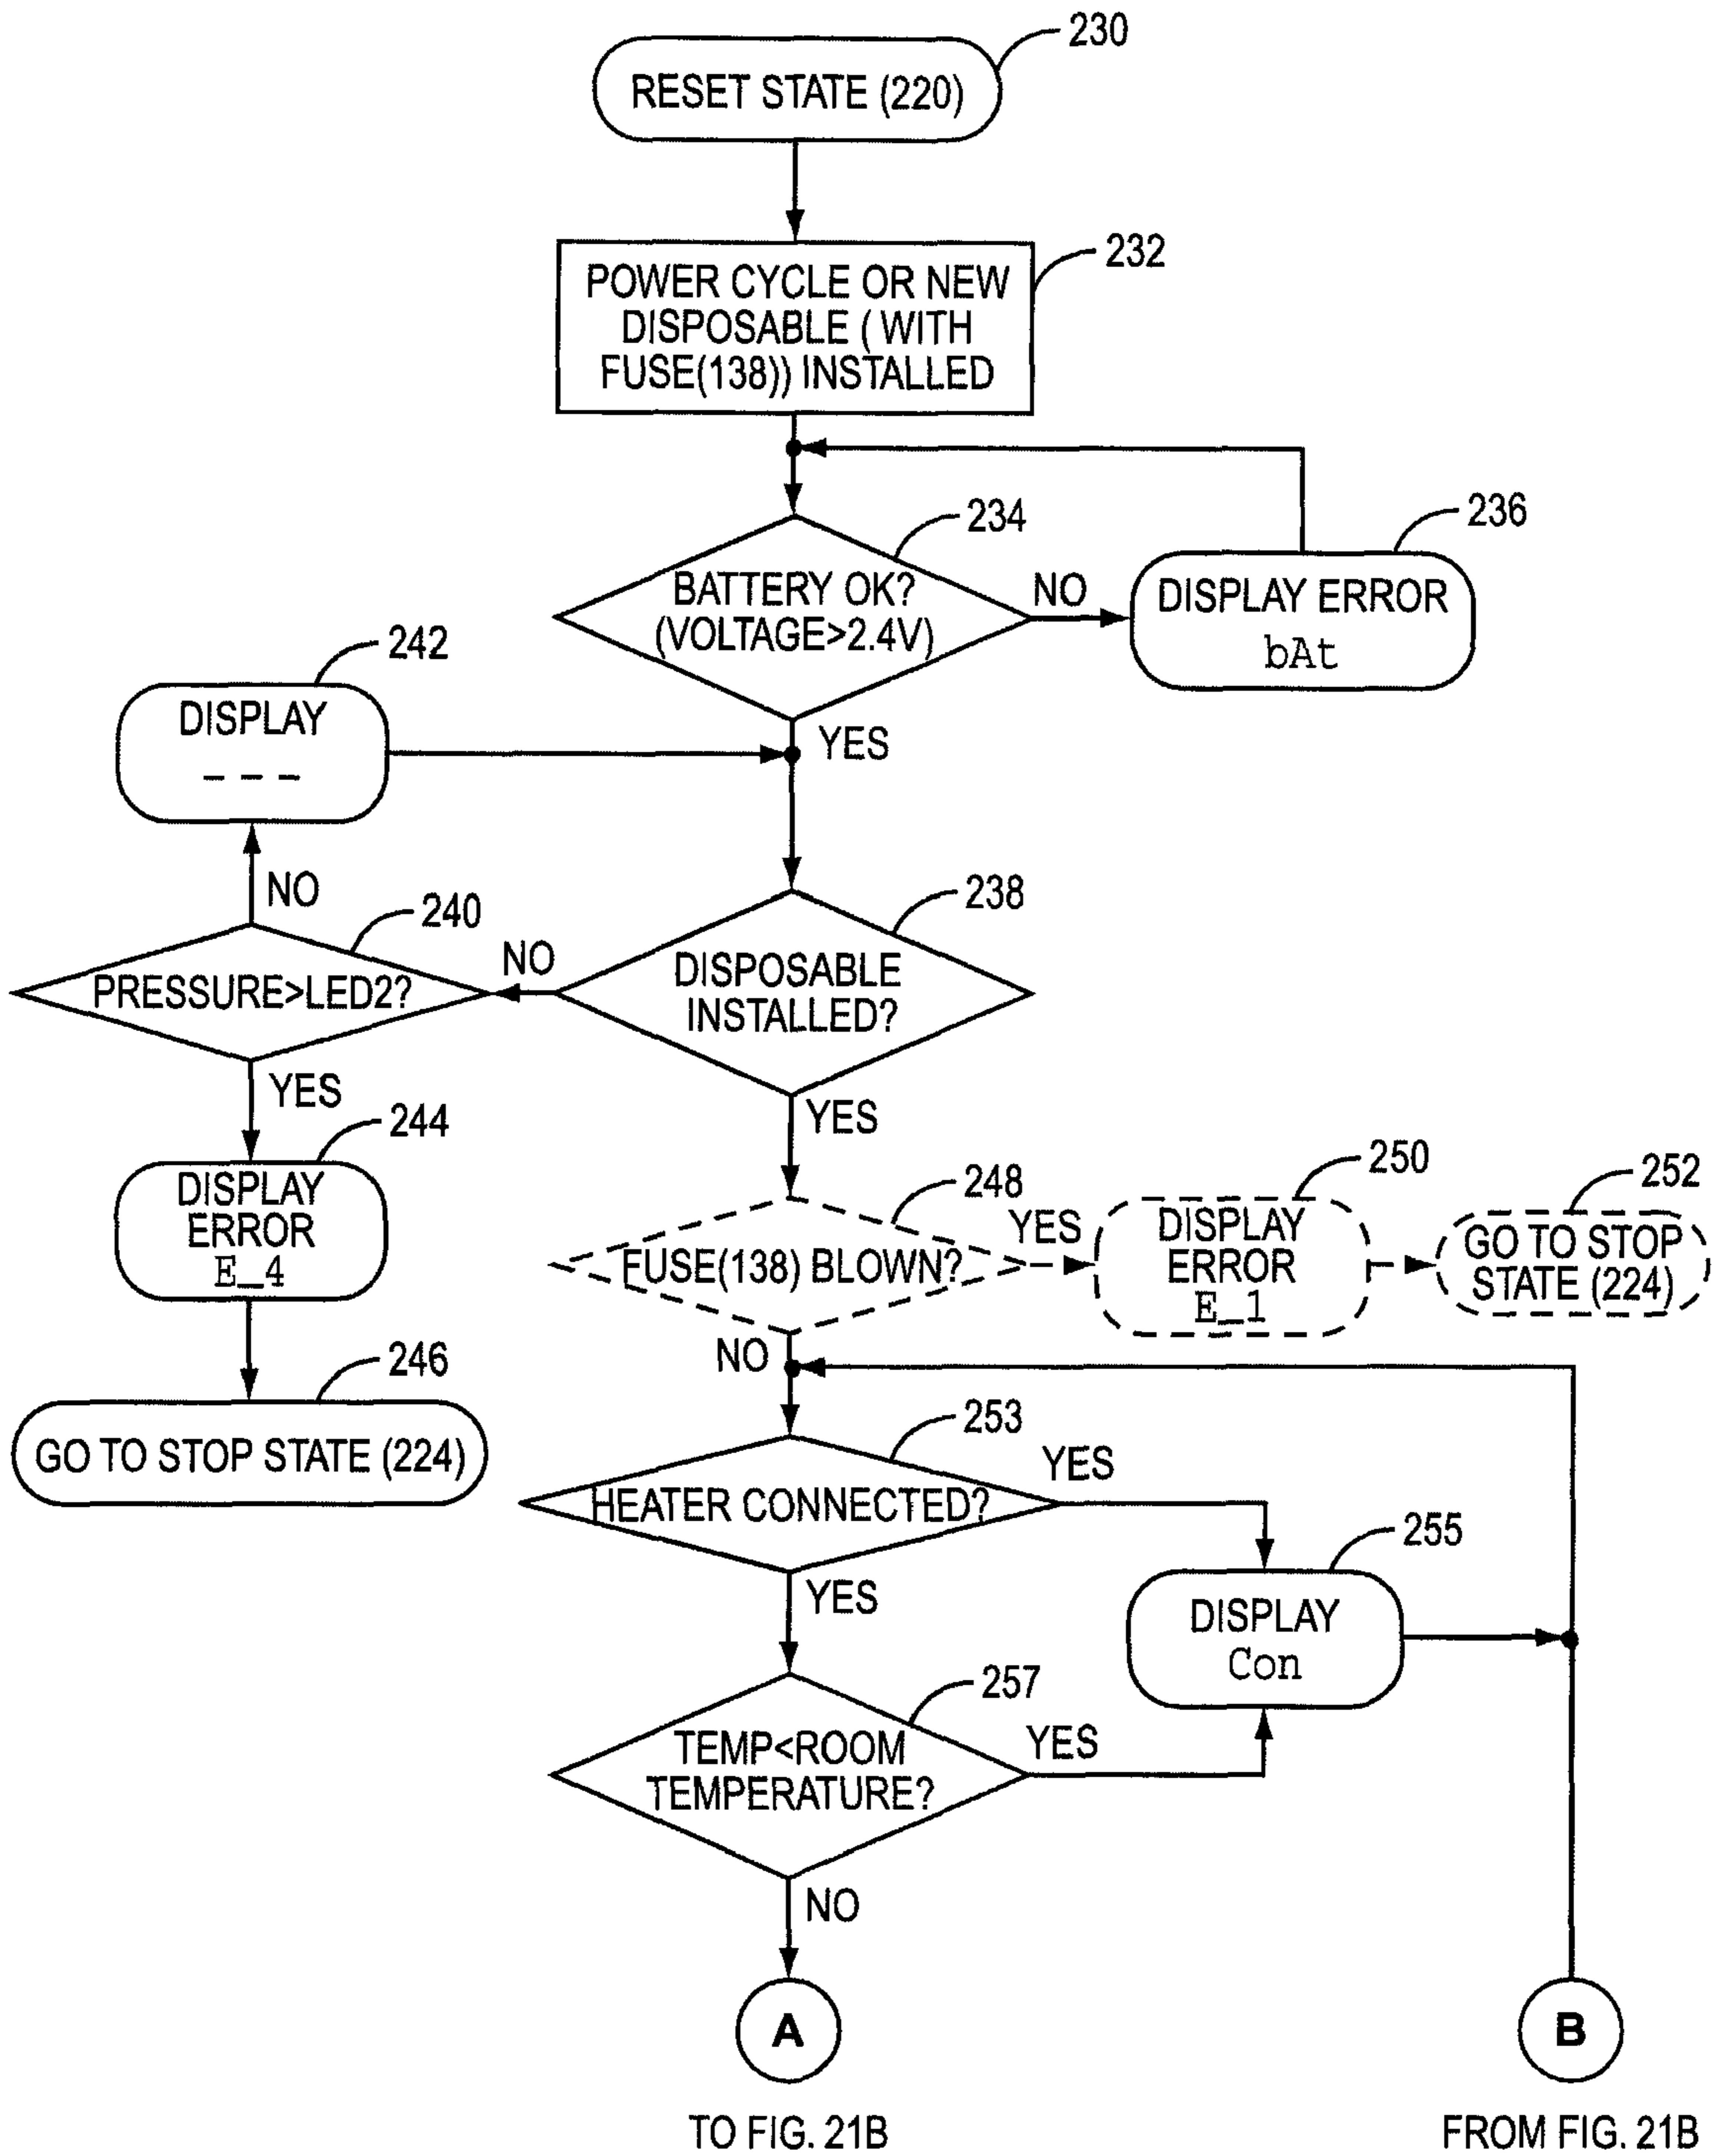 230
RESET STATE (220)
232
POWER CYCLE OR NEW
DISPOSABLE ( WITH
FUSE(138)) INSTALLED
234
BATTERY OK?
(VOLTAGE>2.4V)
NO
236
DISPLAY ERROR
bAt
YES
242
DISPLAY
– – –
NO
240
PRESSURE>LED2?
NO
238
DISPOSABLE
INSTALLED?
YES
244
DISPLAY
ERROR
E_4
246
GO TO STOP STATE (224)
YES
248
FUSE(138) BLOWN?
YES
250
DISPLAY
ERROR
E_1
252
GO TO STOP
STATE (224)
NO
253
HEATER CONNECTED?
YES
255
DISPLAY
Con
YES
257
TEMP<ROOM
TEMPERATURE?
YES
NO
A
TO FIG. 21B
B
FROM FIG. 21B